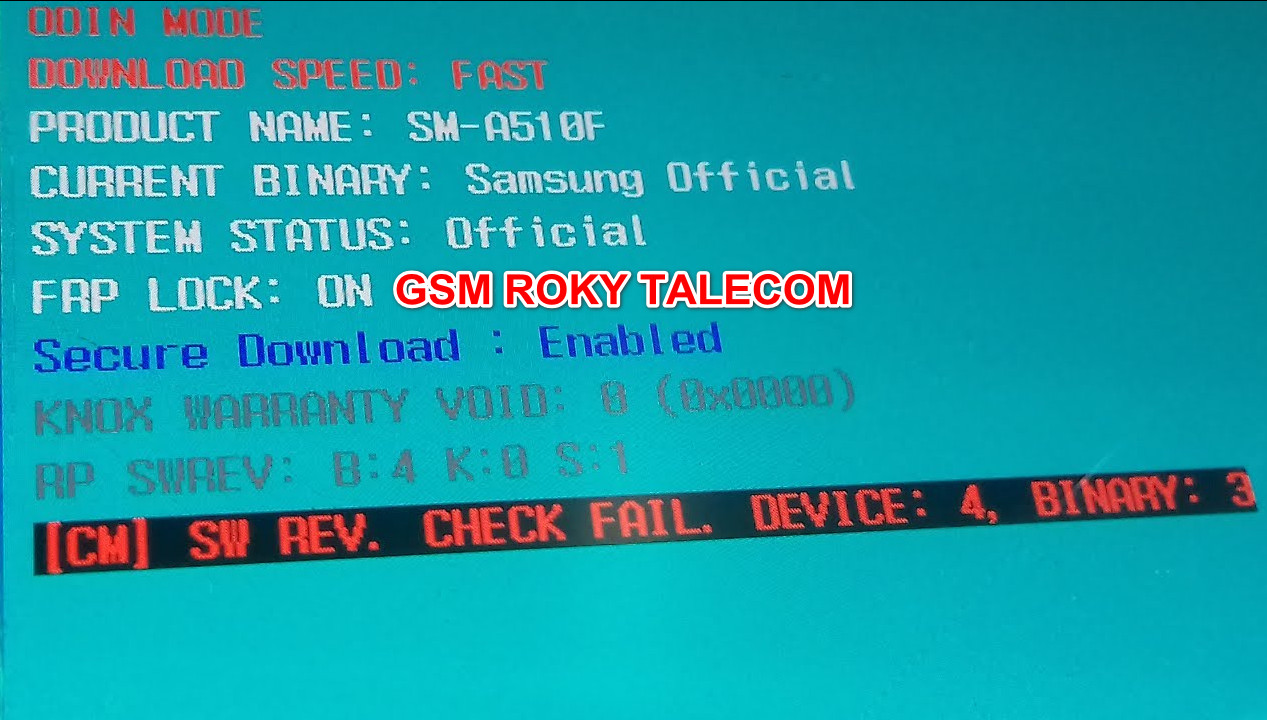 ODIN MODE
DOWNLOAD SPEED: FAST
PRODUCT NAME: SM-A510F
CURRENT BINARY: Samsung Official
SYSTEM STATUS: Official
FRP LOCK: ON GSM ROKY TALECOM
Secure Download : Enabled
KNOX WARRANTY VOID: 0 (0x0000)
RP SWREV: B:4 K:0 S:1
[CM] SW REV. CHECK FAIL. DEVICE: 4, BINARY: 3